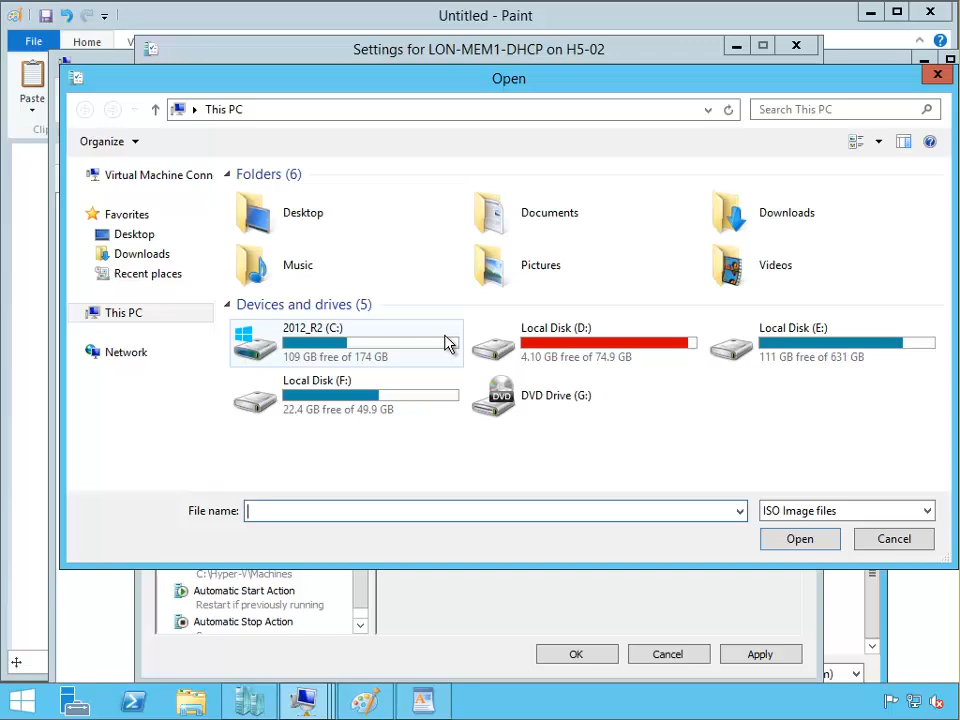 Untitled - Paint
File
Home
Settings for LON-MEM1-DHCP on H5-02
Paste
Open
This PC
Search This PC
Organize
Virtual Machine Conn
Favorites
Desktop
Downloads
Recent places
This PC
Network
Folders (6)
Desktop
Documents
Downloads
Music
Pictures
Videos
Devices and drives (5)
2012_R2 (C:)
109 GB free of 174 GB
Local Disk (D:)
4.10 GB free of 74.9 GB
Local Disk (E:)
111 GB free of 631 GB
Local Disk (F:)
22.4 GB free of 49.9 GB
DVD Drive (G:)
DVD
File name:
ISO Image files
Open
Cancel
C:\Hyper-V\Machines
Automatic Start Action
Restart if previously running
Automatic Stop Action
OK
Cancel
Apply